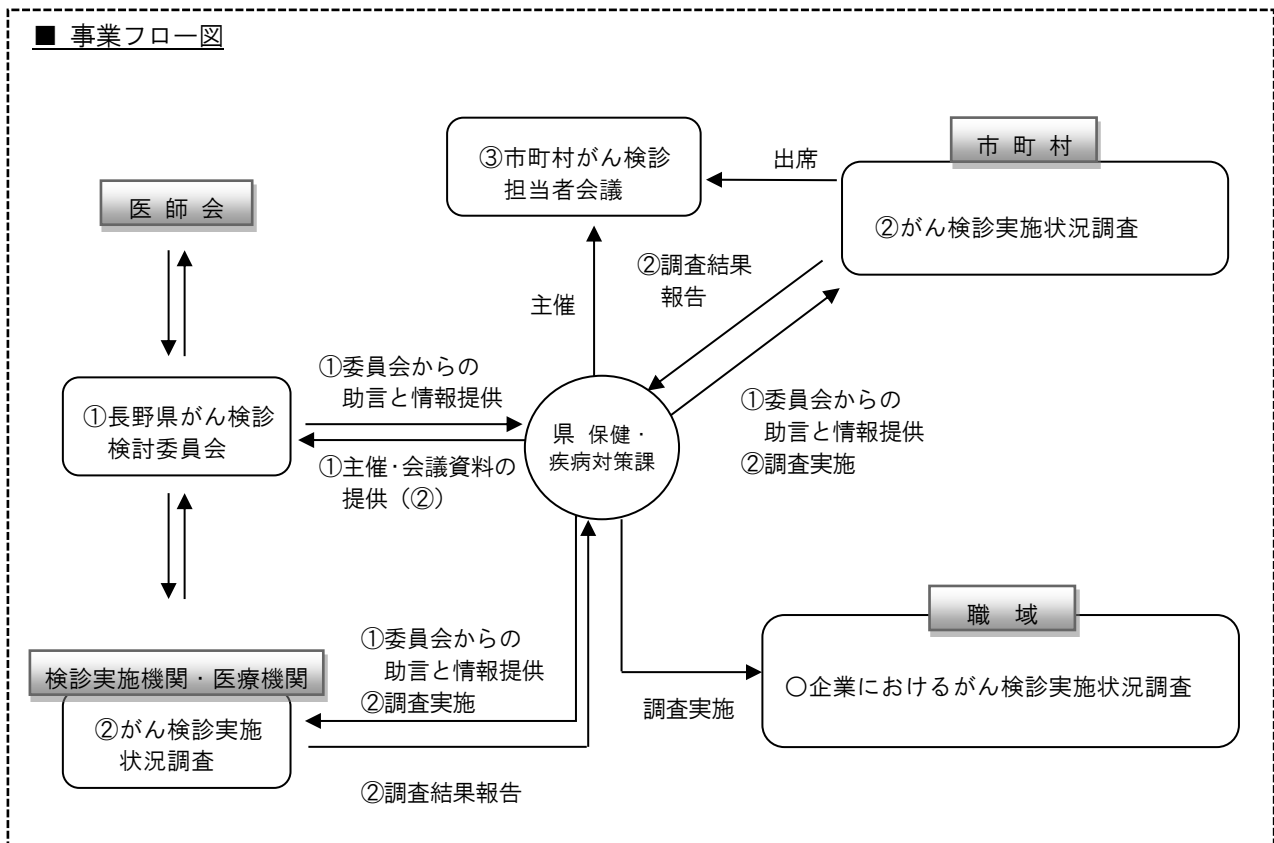 ■ 事業フロー図
③市町村がん検診
担当者会議
出席
市 町 村
②がん検診実施状況調査
医 師 会
②調査結果
報告
主催
①委員会からの
助言と情報提供
①長野県がん検診
検討委員会
県 保健・
疾病対策課
①委員会からの
助言と情報提供
②調査実施
①主催・会議資料の
提供（②）
職 域
〇企業におけるがん検診実施状況調査
調査実施
①委員会からの
助言と情報提供
②調査実施
検診実施機関・医療機関
②がん検診実施
状況調査
②調査結果報告